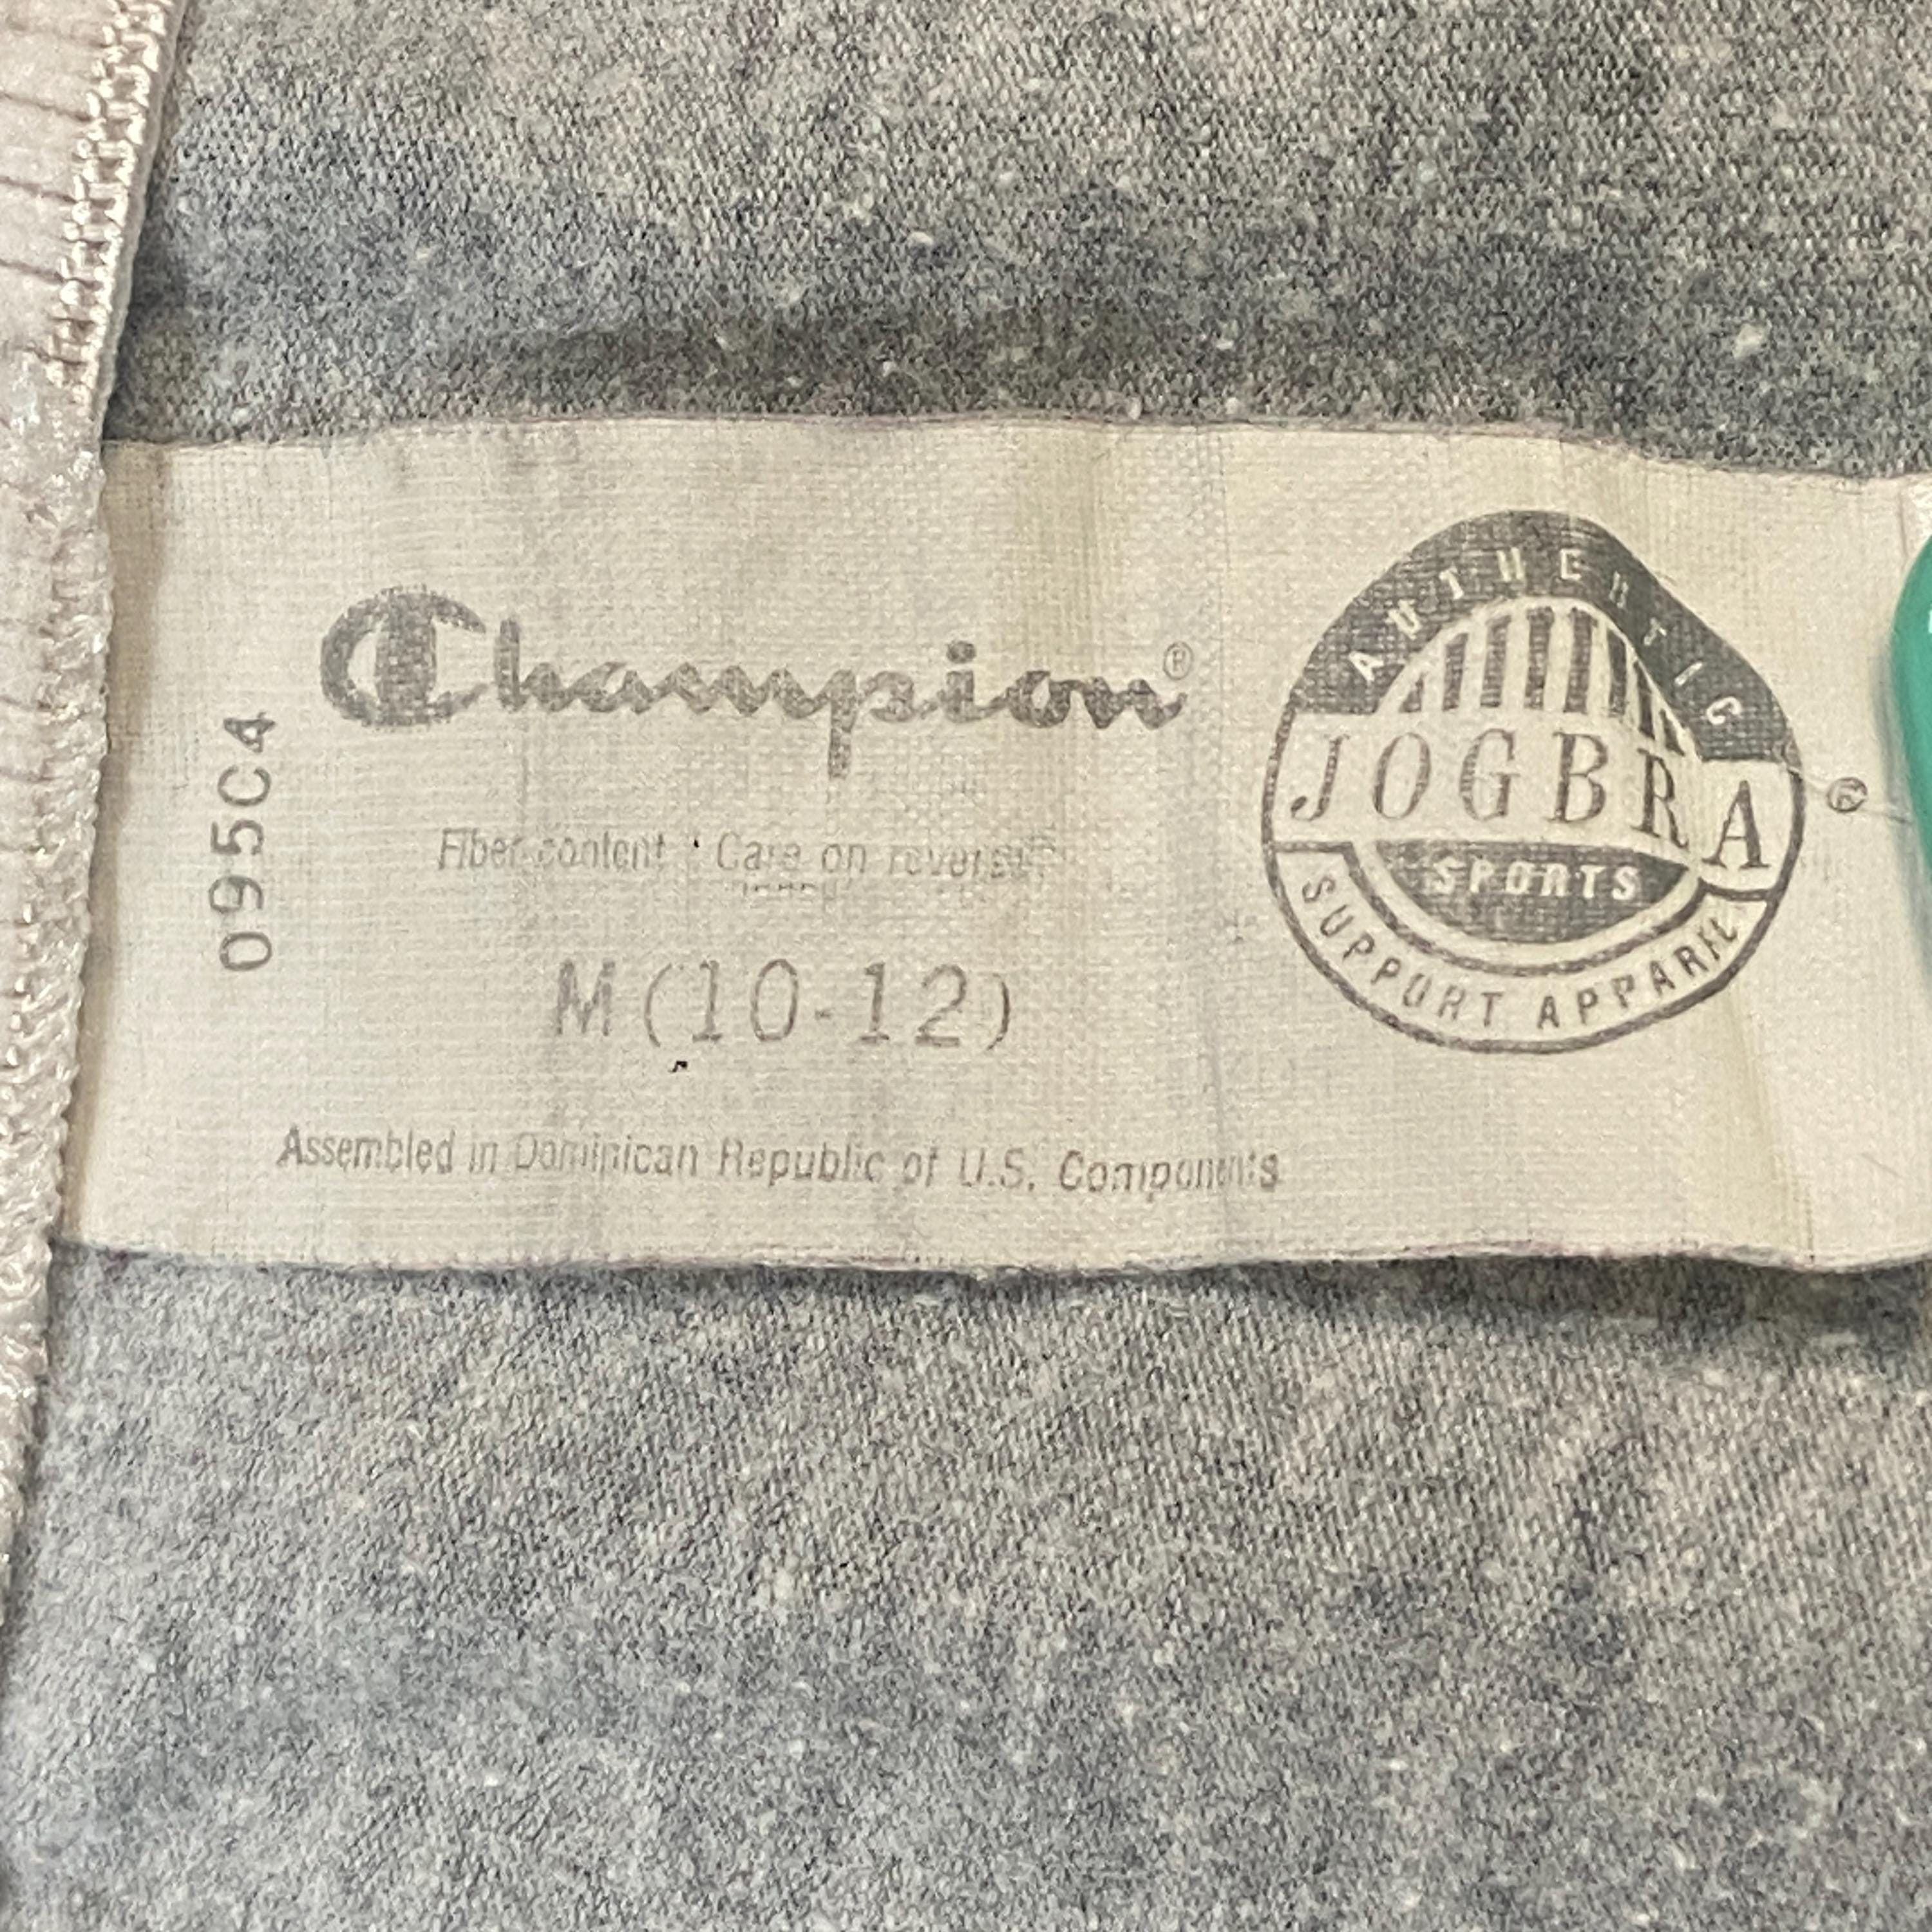 Champion®
095C4
Fiber content · Care on reverse
M(10-12)
Assembled in Dominican Republic of U.S. Components
AUTHENTIC
JOGBRA®
SPORTS
SUPPORT APPAREL